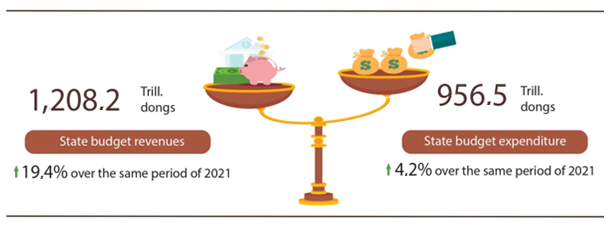 1,208.2 Trill. dongs
State budget revenues
19,4% over the same period of 2021
956.5 Trill. dongs
State budget expenditure
4.2% over the same period of 2021
$ $